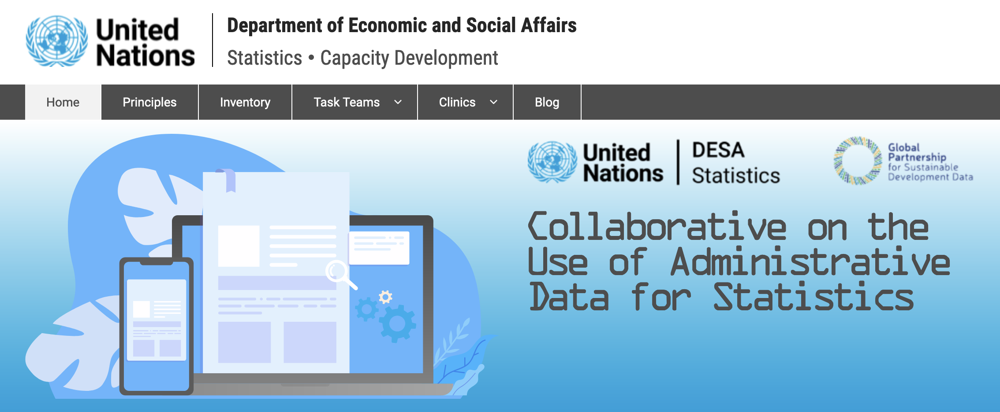 United
Nations
Department of Economic and Social Affairs
Statistics • Capacity Development
Home
Principles
Inventory
Task Teams
Clinics
Blog
United
Nations
DESA
Statistics
Global
Partnership
for Sustainable
Development Data
Collaborative on the
Use of Administrative
Data for Statistics